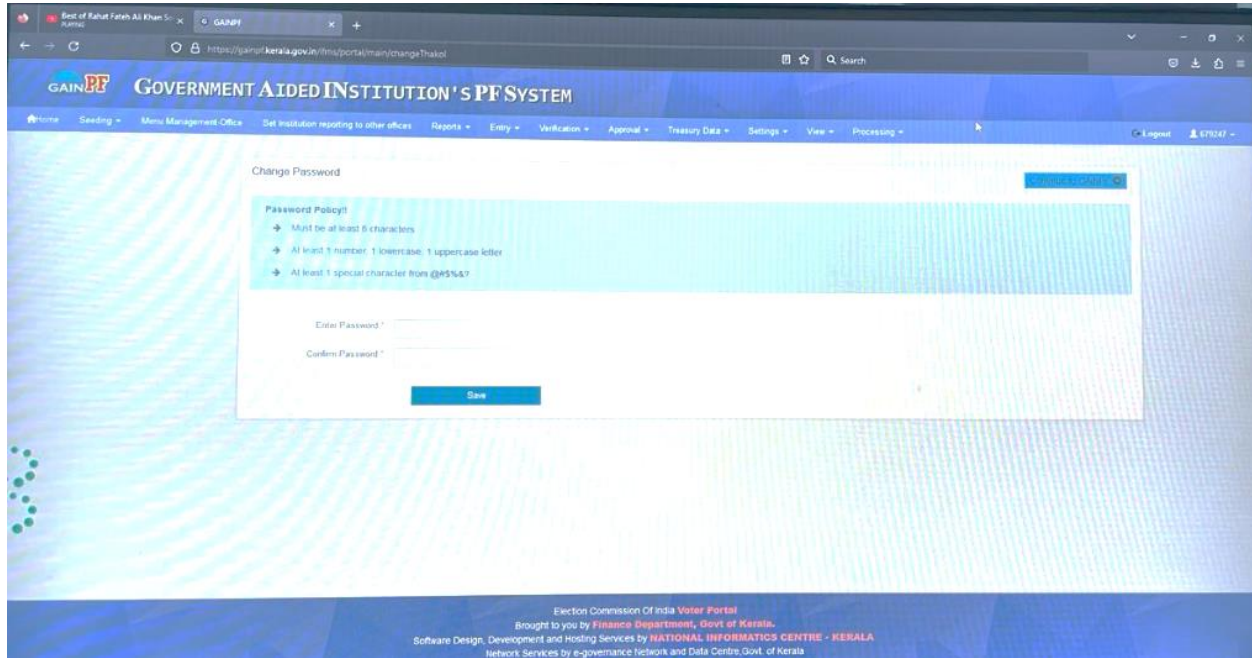 Best of Rahat Fateh Ali Khan So
PLAYING
GAINPF
https://gainpf.kerala.gov.in/ifms/portal/main/changeThakol
Search
GAINPF GOVERNMENT AIDED INSTITUTION'S PF SYSTEM
Home Seeding Menu Management-Office Set Institution reporting to other offices Reports Entry Verification Approval Treasury Data Settings View Processing Logout 679247
Change Password
Password Policy!!
Must be at least 6 characters
At least 1 number, 1 lowercase, 1 uppercase letter
At least 1 special character from @#$%&?
Enter Password *
Confirm Password *
Save
Election Commission Of India Voter Portal
Brought to you by Finance Department, Govt of Kerala.
Software Design, Development and Hosting Services by NATIONAL INFORMATICS CENTRE - KERALA
Network Services by e-governance Network and Data Centre,Govt. of Kerala